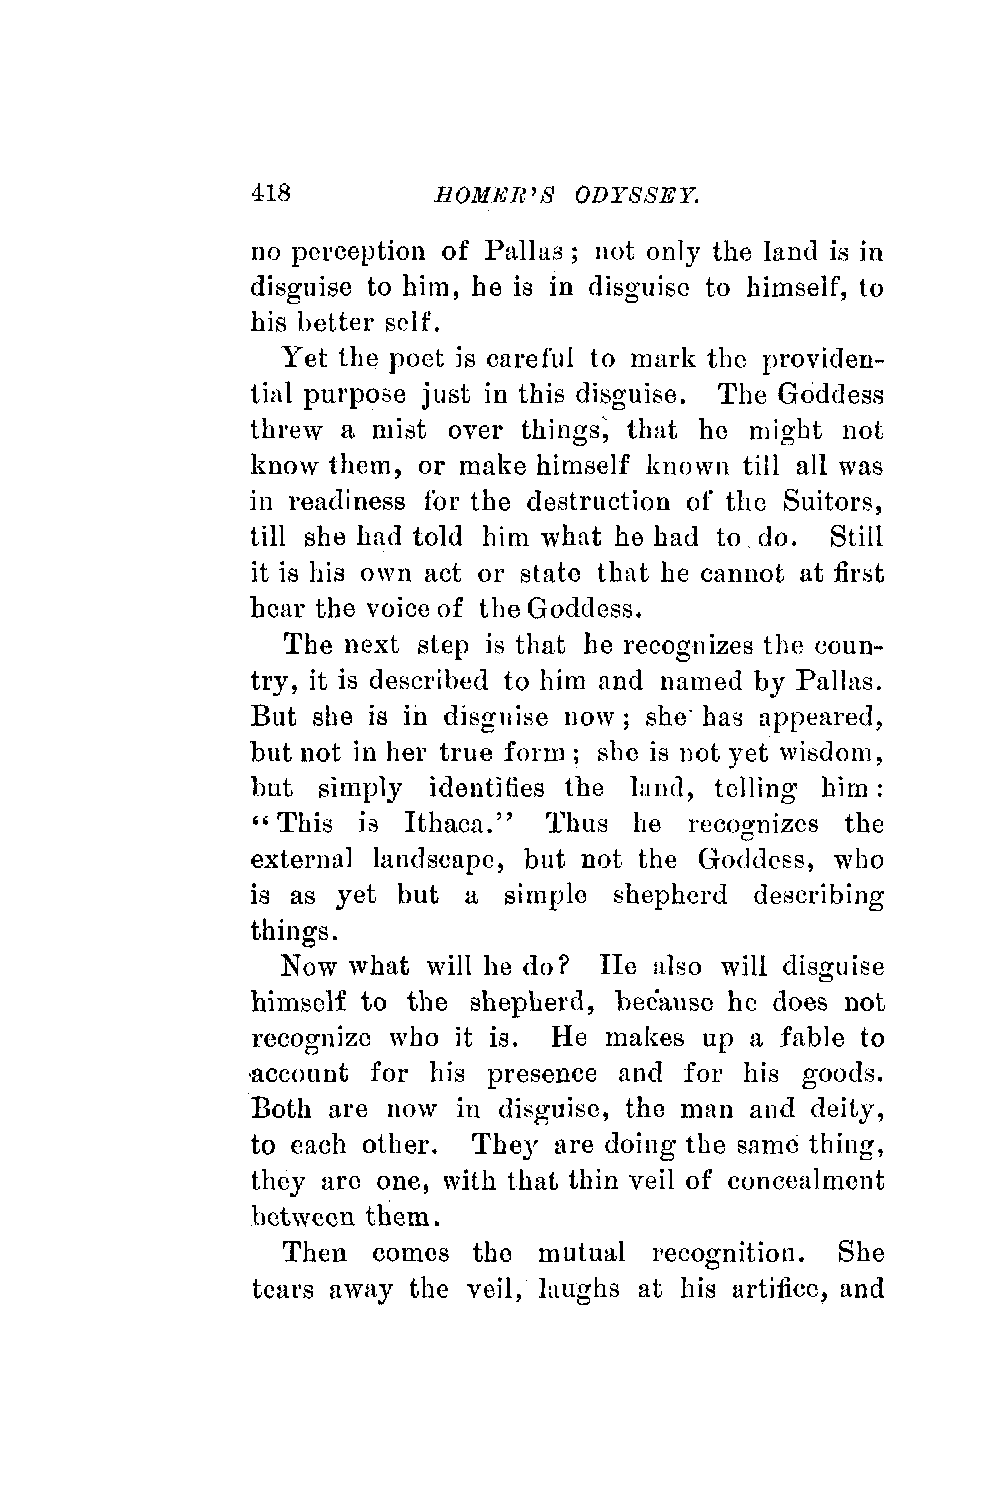 418 HOMER'S ODYSSEY.
no perception of Pallas; not only the land is in
disguise to him, he is in disguise to himself, to
his better self.
Yet the poet is careful to mark the providen-
tial purpose just in this disguise. The Goddess
threw a mist over things, that he might not
know them, or make himself known till all was
in readiness for the destruction of the Suitors,
till she had told him what he had to do. Still
it is his own act or state that he cannot at first
hear the voice of the Goddess.
The next step is that he recognizes the coun-
try, it is described to him and named by Pallas.
But she is in disguise now; she has appeared,
but not in her true form; she is not yet wisdom,
but simply identifies the land, telling him:
"This is Ithaca." Thus he recognizes the
external landscape, but not the Goddess, who
is as yet but a simple shepherd describing
things.
Now what will he do? He also will disguise
himself to the shepherd, because he does not
recognize who it is. He makes up a fable to
account for his presence and for his goods.
Both are now in disguise, the man and deity,
to each other. They are doing the same thing,
they are one, with that thin veil of concealment
between them.
Then comes the mutual recognition. She
tears away the veil, laughs at his artifice, and